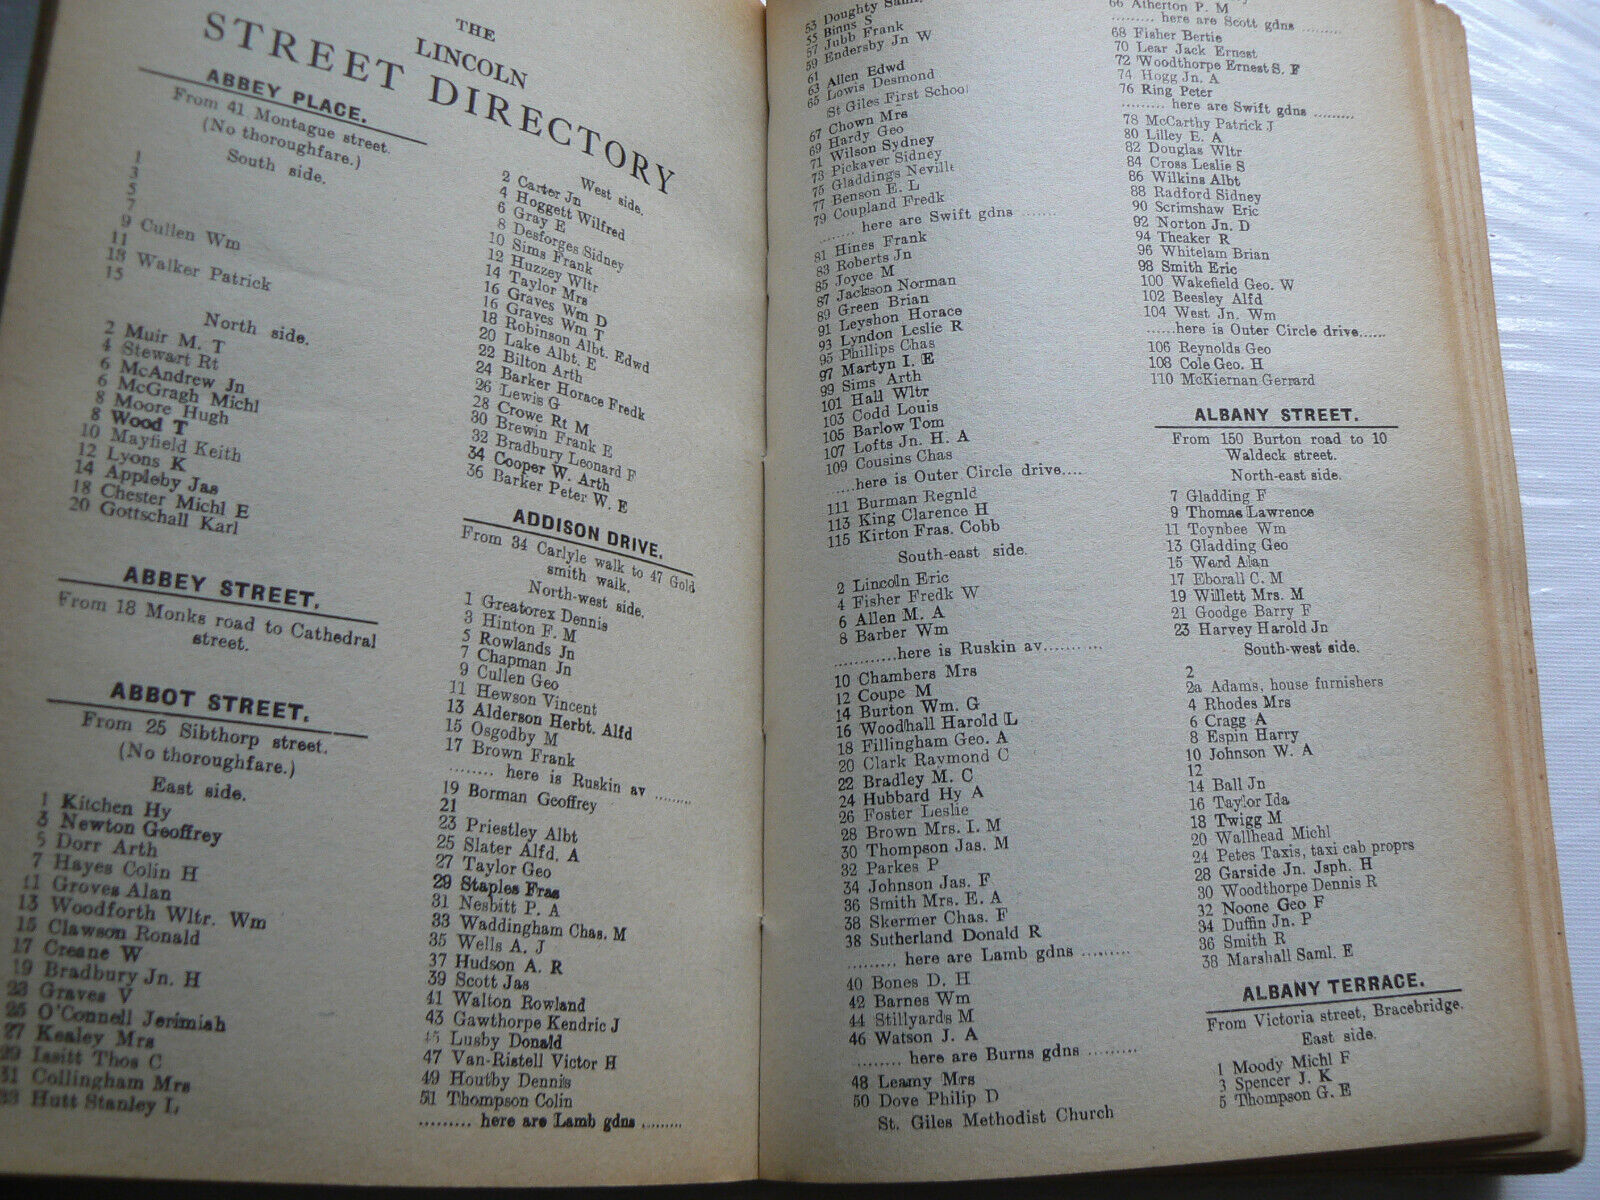 THE
LINCOLN
STREET DIRECTORY
ABBEY PLACE.
From 41 Montague street.
(No thoroughfare.)
South side.
1
3
5
7
9 Cullen Wm
11
13 Walker Patrick
15
North side.
2 Muir M. T
4 Stewart Rt
6 McAndrew Jn
6 McGragh Michl
8 Moore Hugh
8 Wood T
10 Mayfield Keith
12 Lyons K
14 Appleby Jas
18 Chester Michl E
20 Gottschall Karl
ABBEY STREET.
From 18 Monks road to Cathedral
street.
ABBOT STREET.
From 25 Sibthorp street.
(No thoroughfare.)
East side.
1 Kitchen Hy
3 Newton Geoffrey
5 Dorr Arth
7 Hayes Colin H
11 Groves Alan
13 Woodforth Wltr. Wm
15 Clawson Ronald
17 Creane W
19 Bradbury Jn. H
23 Graves V
25 O'Connell Jerimiah
27 Kealey Mrs
29 Issitt Thos C
31 Collingham Mrs
33 Hutt Stanley L
West side.
2 Carter Jn
4 Hoggett Wilfred
6 Gray E
8 Desforges Sidney
10 Sims Frank
12 Huzzey Wltr
14 Taylor Mrs
16 Graves Wm D
16 Graves Wm T
18 Robinson Albt. Edwd
20 Lake Albt. E
22 Bilton Arth
24 Barker Horace Fredk
26 Lewis G
28 Crowe Rt M
30 Brewin Frank E
32 Bradbury Leonard F
34 Cooper W. Arth
36 Barker Peter W. E
ADDISON DRIVE.
From 34 Carlyle walk to 47 Gold
smith walk.
North-west side.
1 Greatorex Dennis
3 Hinton F. M
5 Rowlands Jn
7 Chapman Jn
9 Cullen Geo
11 Hewson Vincent
13 Alderson Herbt. Alfd
15 Osgodby M
17 Brown Frank
........ here is Ruskin av ........
19 Borman Geoffrey
21
23 Priestley Albt
25 Slater Alfd. A
27 Taylor Geo
29 Staples Fras
31 Nesbitt P. A
33 Waddingham Chas. M
35 Wells A. J
37 Hudson A. R
39 Scott Jas
41 Walton Rowland
43 Gawthorpe Kendric J
45 Lusby Donald
47 Van-Ristell Victor H
49 Houtby Dennis
51 Thompson Colin
......... here are Lamb gdns .........
53 Doughty Saml.
55 Binns S
57 Jubb Frank
59 Endersby Jn W
61
63 Allen Edwd
65 Lowis Desmond
St Giles First School
67 Chown Mrs
69 Hardy Geo
71 Wilson Sydney
73 Pickaver Sidney
75 Gladdings Neville
77 Benson E. L
79 Coupland Fredk
........ here are Swift gdns .......
81 Hines Frank
83 Roberts Jn
85 Joyce M
87 Jackson Norman
89 Green Brian
91 Leyshon Horace
93 Lyndon Leslie R
95 Phillips Chas
97 Martyn I. E
99 Sims Arth
101 Hall Wltr
103 Codd Louis
105 Barlow Tom
107 Lofts Jn. H. A
109 Cousins Chas
.....here is Outer Circle drive....
111 Burman Regnld
113 King Clarence H
115 Kirton Fras. Cobb
South-east side.
2 Lincoln Eric
4 Fisher Fredk W
6 Allen M. A
8 Barber Wm
............here is Ruskin av...........
10 Chambers Mrs
12 Coupe M
14 Burton Wm. G
16 Woodhall Harold L
18 Fillingham Geo. A
20 Clark Raymond C
22 Bradley M. C
24 Hubbard Hy A
26 Foster Leslie
28 Brown Mrs. I. M
30 Thompson Jas. M
32 Parkes P
34 Johnson Jas. F
36 Smith Mrs. E. A
38 Skermer Chas. F
38 Sutherland Donald R
......... here are Lamb gdns .........
40 Bones D. H
42 Barnes Wm
44 Stillyards M
46 Watson J. A
......... here are Burns gdns .........
48 Leamy Mrs
50 Dove Philip D
St. Giles Methodist Church
66 Atherton P. M
......... here are Scott gdns ........
68 Fisher Bertie
70 Lear Jack Ernest
72 Woodthorpe Ernest S. F
74 Hogg Jn. A
76 Ring Peter
......... here are Swift gdns .........
78 McCarthy Patrick J
80 Lilley E. A
82 Douglas Wltr
84 Cross Leslie S
86 Wilkins Albt
88 Radford Sidney
90 Scrimshaw Eric
92 Norton Jn. D
94 Theaker R
96 Whitelam Brian
98 Smith Eric
100 Wakefield Geo. W
102 Beesley Alfd
104 West Jn. Wm
......here is Outer Circle drive......
106 Reynolds Geo
108 Cole Geo. H
110 McKiernan Gerrard
ALBANY STREET.
From 150 Burton road to 10
Waldeck street.
North-east side.
7 Gladding F
9 Thomas Lawrence
11 Toynbee Wm
13 Gladding Geo
15 Ward Alan
17 Eborall C. M
19 Willett Mrs. M
21 Goodge Barry F
23 Harvey Harold Jn
South-west side.
2
2a Adams, house furnishers
4 Rhodes Mrs
6 Cragg A
8 Espin Harry
10 Johnson W. A
12
14 Ball Jn
16 Taylor Ida
18 Twigg M
20 Wallhead Michl
24 Petes Taxis, taxi cab proprs
28 Garside Jn. Jsph. H
30 Woodthorpe Dennis R
32 Noone Geo F
34 Duffin Jn. P
36 Smith R
38 Marshall Saml. E
ALBANY TERRACE.
From Victoria street, Bracebridge.
East side.
1 Moody Michl F
3 Spencer J. K
5 Thompson G. E